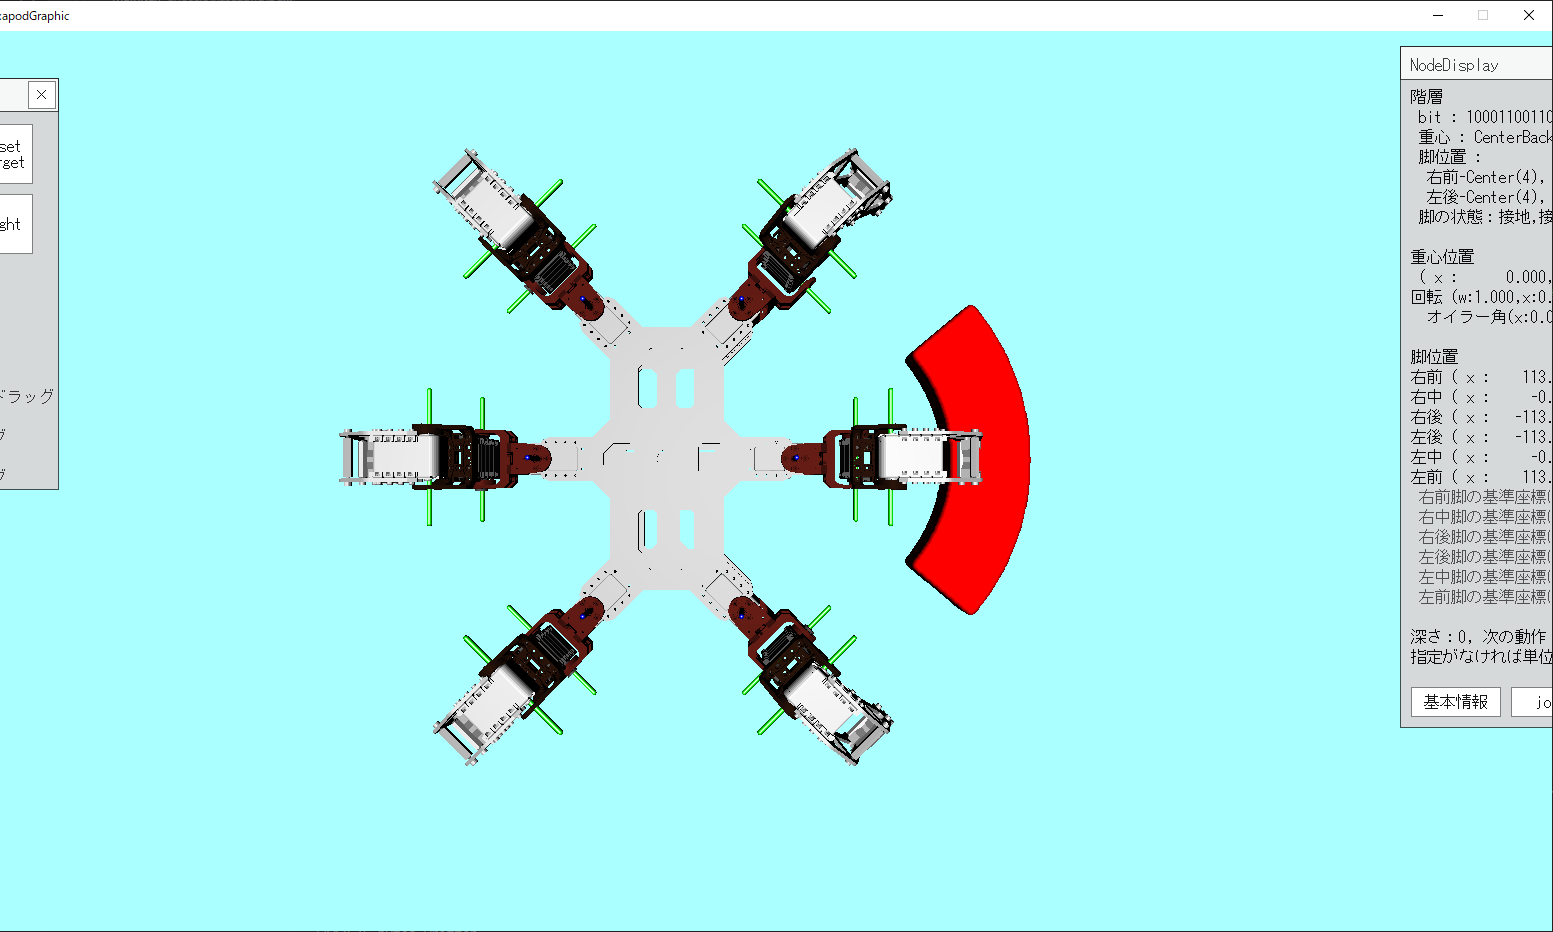 apodGraphic
set
rget
ght
ドラッグ
グ
グ
NodeDisplay
階層
bit : 10001100110
重心 : CenterBack
脚位置 :
右前-Center(4),
左後-Center(4),
脚の状態：接地,接
重心位置
( x : 0.000,
回転 (w:1.000,x:0.
オイラー角(x:0.0
脚位置
右前 ( x : 113.
右中 ( x : -0.
右後 ( x : -113.
左後 ( x : -113.
左中 ( x : -0.
左前 ( x : 113.
右前脚の基準座標(
右中脚の基準座標(
右後脚の基準座標(
左後脚の基準座標(
左中脚の基準座標(
左前脚の基準座標(
深さ：0, 次の動作
指定がなければ単位
基本情報
jo